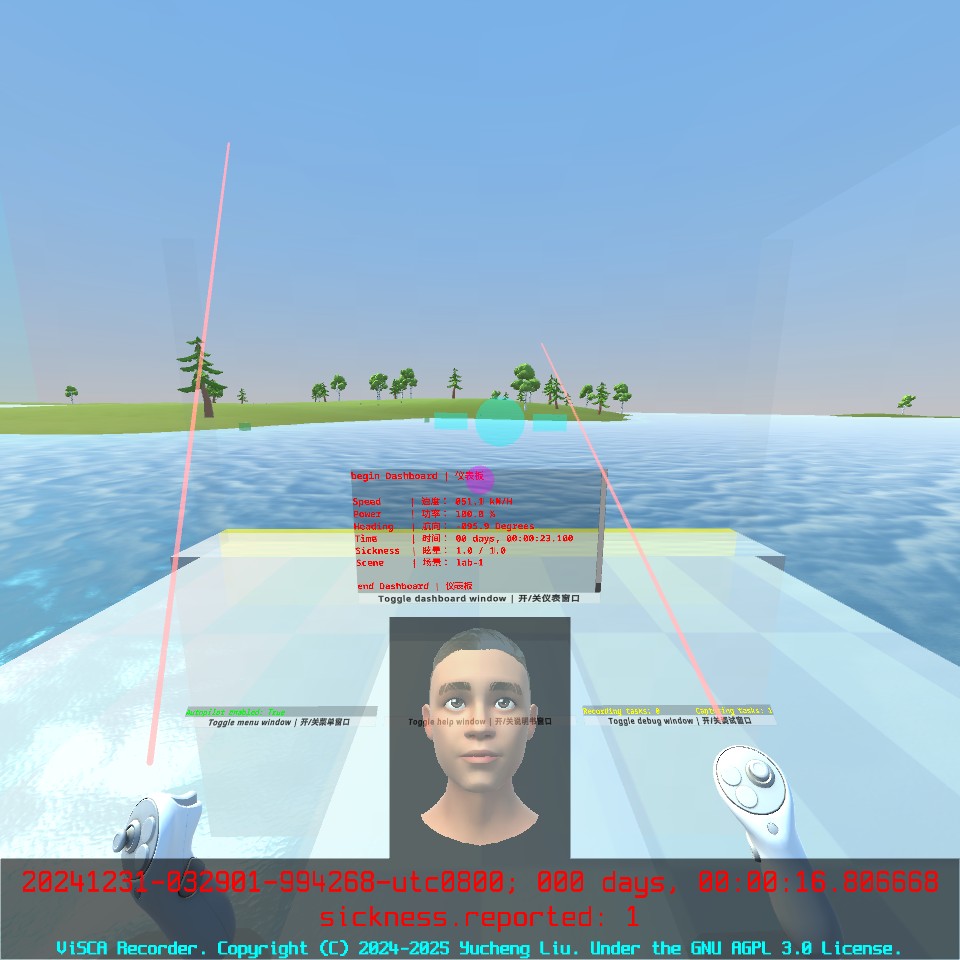 begin Dashboard | 仪表板
Speed | 速度： 051.1 kM/H
Power | 功率： 100.0 %
Heading | 航向： -095.9 Degrees
Time | 时间： 00 days, 00:00:23.100
Sickness | 眩晕： 1.0 / 1.0
Scene | 场景： lab-1
end Dashboard | 仪表板
Toggle dashboard window | 开/关仪表窗口
Autopilot enabled: True
Toggle menu window | 开/关菜单窗口
Toggle help window | 开/关说明书窗口
Recording tasks: 0 Capturing tasks: 1
Toggle debug window | 开/关调试窗口
20241231-032901-994268-utc0800; 000 days, 00:00:16.806668
sickness.reported: 1
ViSCA Recorder. Copyright (C) 2024-2025 Yucheng Liu. Under the GNU AGPL 3.0 License.